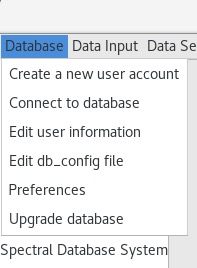 Database Data Input Data Se
Create a new user account
Connect to database
Edit user information
Edit db_config file
Preferences
Upgrade database
Spectral Database System